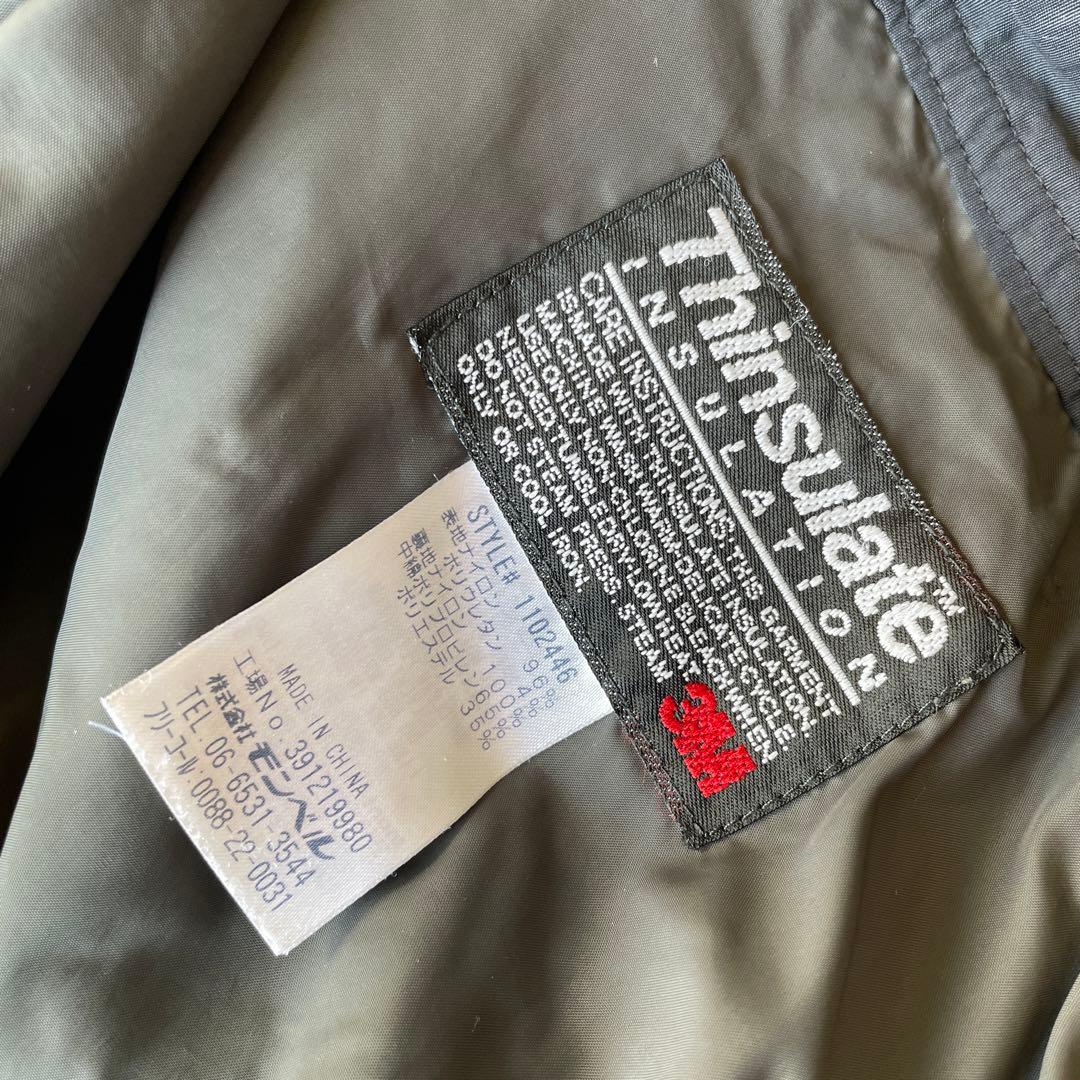 Thinsulate™
INSULATION
CARE INSTRUCTIONS: THIS GARMENT
IS MADE WITH THINSULATE INSULATION.
MACHINE WASH WARM, DELICATE CYCLE.
USE ONLY NON-CHLORINE BLEACH WHEN
NEEDED TUMBLE DRY, LOW HEAT.
DO NOT STEAM PRESS STEAM
ONLY OR COOL IRON.
3M
STYLE# 1102446
表地ナイロン 96%
ポリウレタン 4%
裏地ナイロン 100%
中綿ポリプロピレン65%
ポリエステル 35%
MADE IN CHINA
工場No.391219980
株式会社モンベル
TEL.06-6531-3544
フリーコール.0088-22-0031